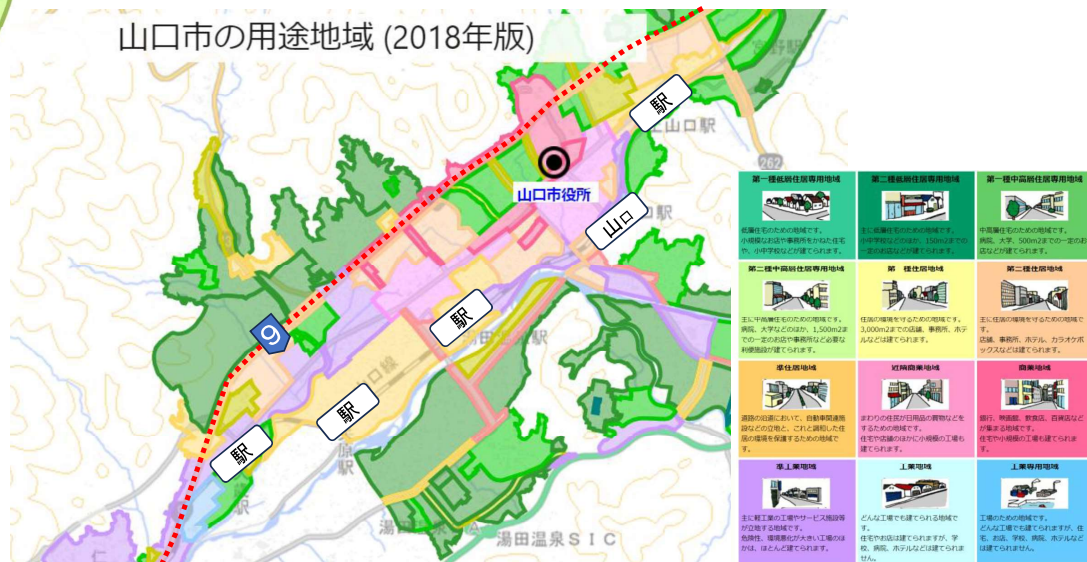 山口市の用途地域 (2018年版)
宮野駅
駅
上山口駅
262
山口市役所
山口
口駅
駅
湯田温泉駅
9
口線
駅
原駅
駅
湯田温泉SIC
仁
第一種低層住居専用地域
低層住宅のための地域です。
小規模なお店や事務所をかねた住宅
や、小中学校などが建てられます。
第二種低層住居専用地域
主に低層住宅のための地域です。
小中学校などのほか、150m2までの
一定のお店などが建てられます。
第一種中高層住居専用地域
中高層住宅のための地域です。
病院、大学、500m2までの一定のお
店などが建てられます。
第二種中高層住居専用地域
主に中高層住宅のための地域です。
病院、大学などのほか、1,500m2ま
での一定のお店や事務所など必要な
利便施設が建てられます。
第一種住居地域
住居の環境を守るための地域です。
3,000m2までの店舗、事務所、ホテ
ルなどは建てられます。
第二種住居地域
主に住居の環境を守るための地域で
す。
店舗、事務所、ホテル、カラオケボ
ックスなどは建てられます。
準住居地域
道路の沿道において、自動車関連施
設などの立地と、これと調和した住
居の環境を保護するための地域で
す。
近隣商業地域
まわりの住民が日用品の買物などを
するための地域です。
住宅や店舗のほかに小規模の工場も
建てられます。
商業地域
銀行、映画館、飲食店、百貨店など
が集まる地域です。
住宅や小規模の工場も建てられま
す。
準工業地域
主に軽工業の工場やサービス施設等
が立地する地域です。
危険性、環境悪化が大きい工場のほ
かは、ほとんど建てられます。
工業地域
どんな工場でも建てられる地域で
す。
住宅やお店は建てられますが、学
校、病院、ホテルなどは建てられま
せん。
工業専用地域
工場のための地域です。
どんな工場でも建てられますが、住
宅、お店、学校、病院、ホテルなど
は建てられません。